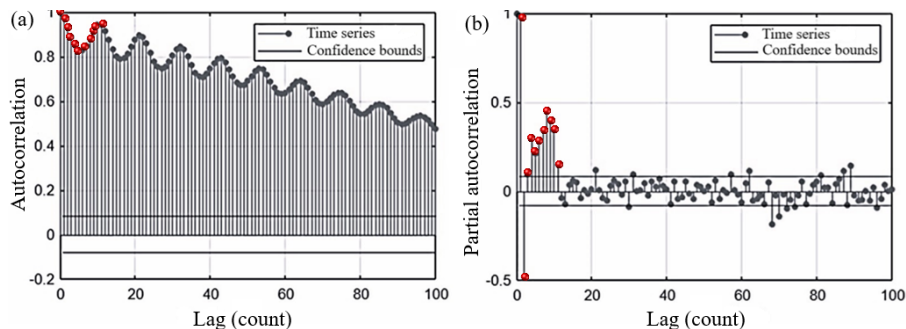 (a)
1
0.8
0.6
0.4
0.2
0
-0.2
Autocorrelation
Time series
Confidence bounds
0 20 40 60 80 100
Lag (count)
(b)
1
0.5
0
-0.5
Partial autocorrelation
Time series
Confidence bounds
0 20 40 60 80 100
Lag (count)